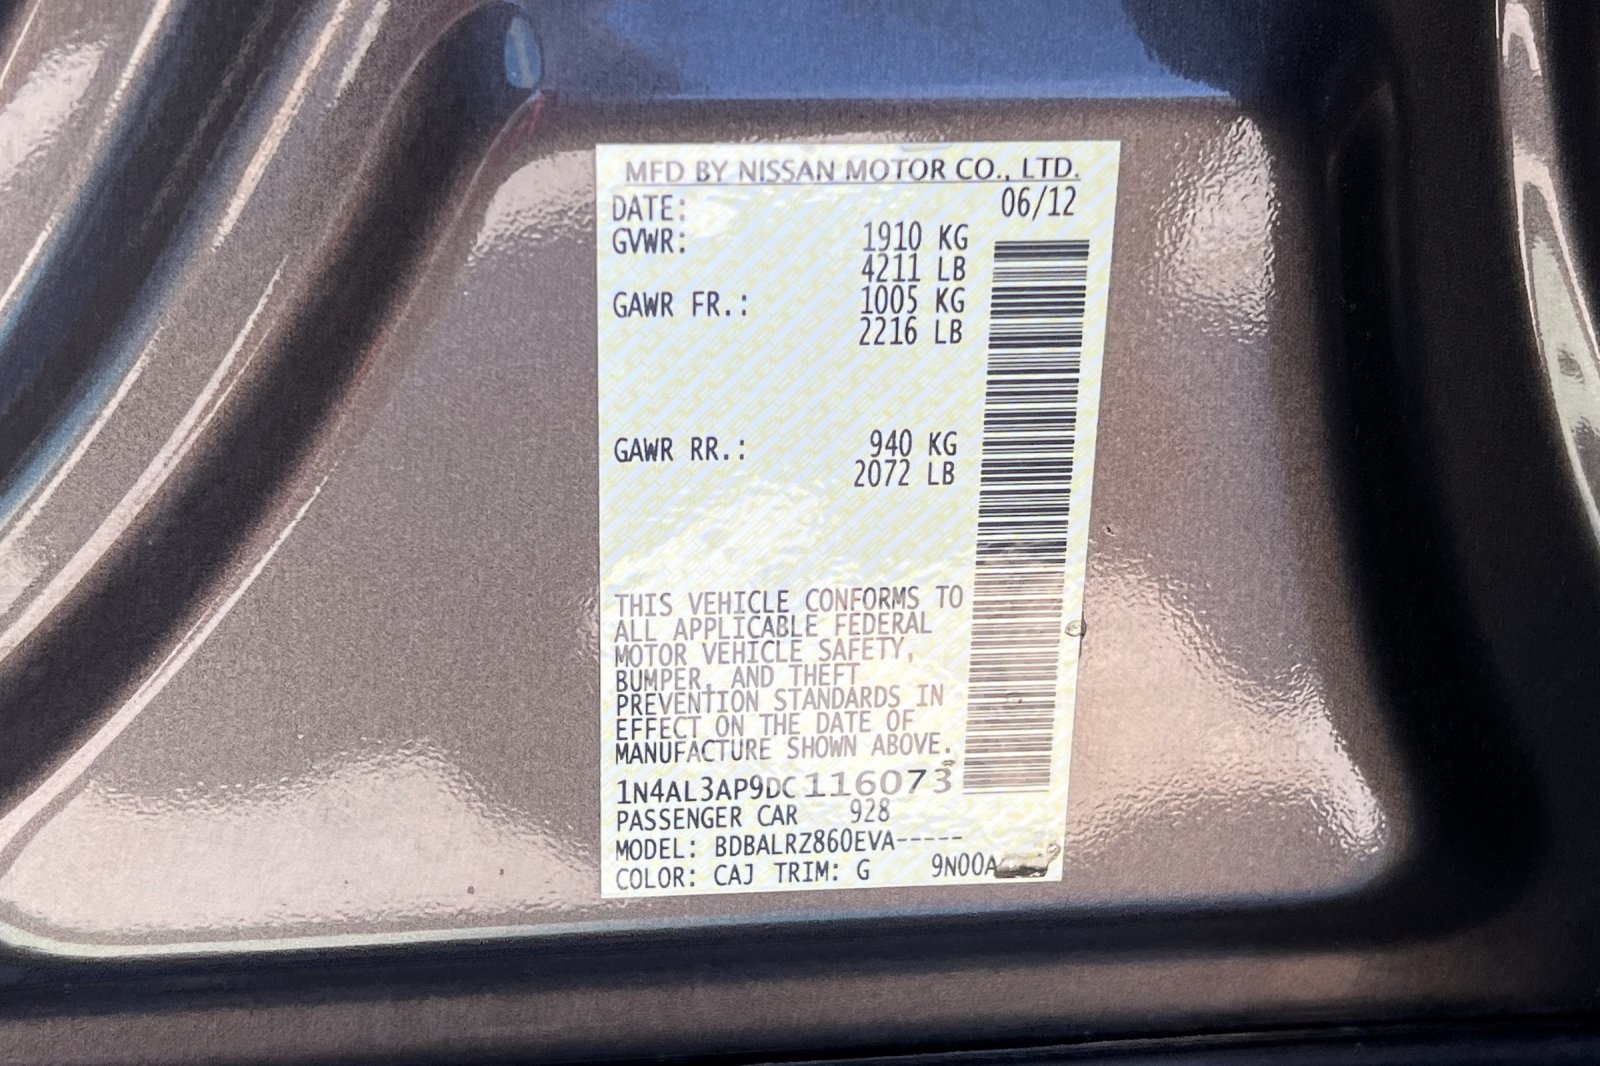 MFD BY NISSAN MOTOR CO., LTD.
DATE: 06/12
GVWR: 1910 KG
4211 LB
GAWR FR.: 1005 KG
2216 LB
GAWR RR.: 940 KG
2072 LB
THIS VEHICLE CONFORMS TO
ALL APPLICABLE FEDERAL
MOTOR VEHICLE SAFETY,
BUMPER, AND THEFT
PREVENTION STANDARDS IN
EFFECT ON THE DATE OF
MANUFACTURE SHOWN ABOVE.
1N4AL3AP9DC116073
PASSENGER CAR 928
MODEL: BDBALRZ860EVA-----
COLOR: CAJ TRIM: G